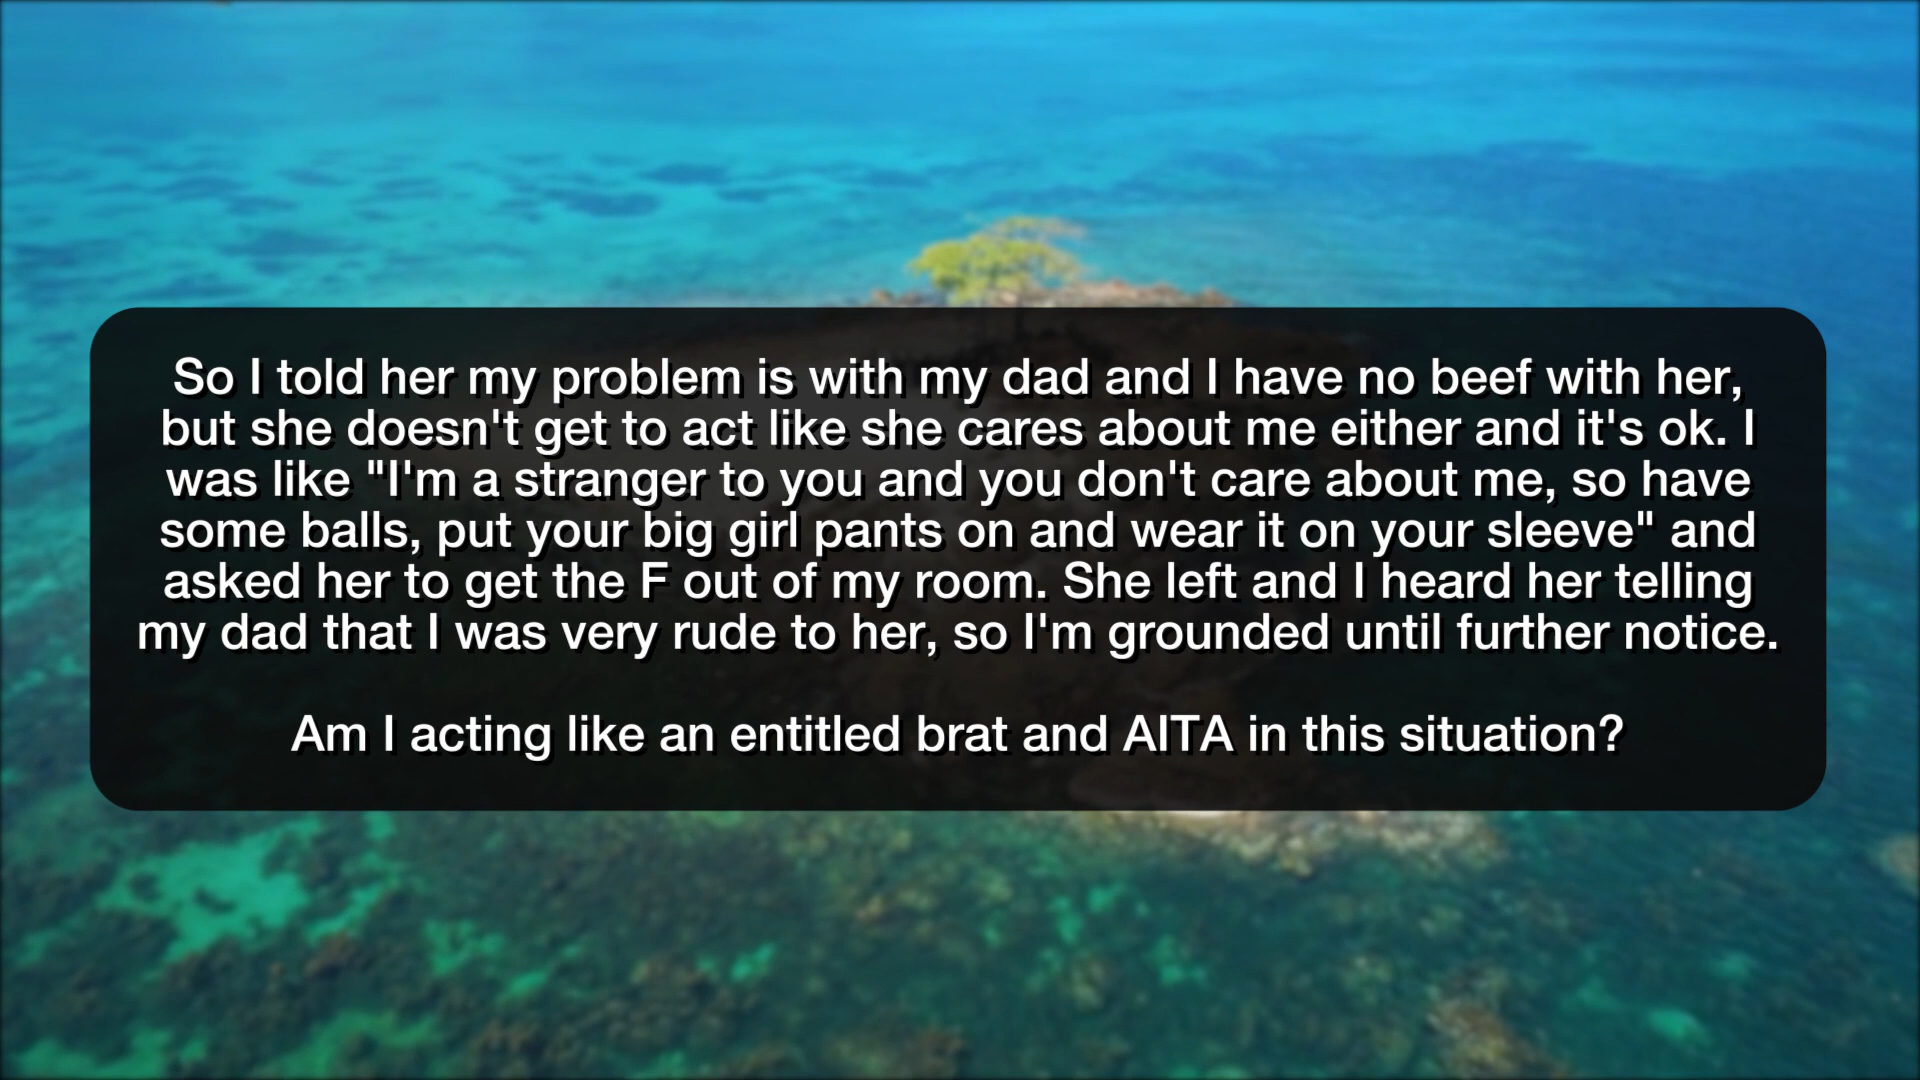 So I told her my problem is with my dad and I have no beef with her,
but she doesn't get to act like she cares about me either and it's ok. I
was like "I'm a stranger to you and you don't care about me, so have
some balls, put your big girl pants on and wear it on your sleeve" and
asked her to get the F out of my room. She left and I heard her telling
my dad that I was very rude to her, so I'm grounded until further notice.
Am I acting like an entitled brat and AITA in this situation?